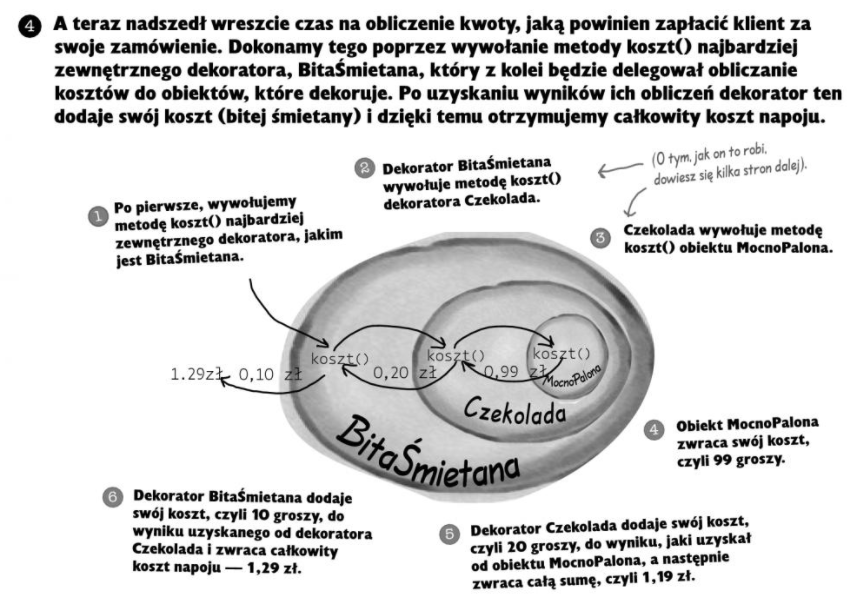 4 A teraz nadszedł wreszcie czas na obliczenie kwoty, jaką powinien zapłacić klient za
swoje zamówienie. Dokonamy tego poprzez wywołanie metody koszt() najbardziej
zewnętrznego dekoratora, BitaŚmietana, który z kolei będzie delegował obliczanie
kosztów do obiektów, które dekoruje. Po uzyskaniu wyników ich obliczeń dekorator ten
dodaje swój koszt (bitej śmietany) i dzięki temu otrzymujemy całkowity koszt napoju.
2 Dekorator BitaŚmietana
wywołuje metodę koszt()
dekoratora Czekolada.
(O tym, jak on to robi,
dowiesz się kilka stron dalej).
1 Po pierwsze, wywołujemy
metodę koszt() najbardziej
zewnętrznego dekoratora, jakim
jest BitaŚmietana.
3 Czekolada wywołuje metodę
koszt() obiektu MocnoPalona.
koszt() koszt() koszt()
1.29zł 0,10 zł 0,20 zł 0,99 zł
MocnoPalona
Czekolada
BitaŚmietana
4 Obiekt MocnoPalona
zwraca swój koszt,
czyli 99 groszy.
6 Dekorator BitaŚmietana dodaje
swój koszt, czyli 10 groszy, do
wyniku uzyskanego od dekoratora
Czekolada i zwraca całkowity
koszt napoju — 1,29 zł.
5 Dekorator Czekolada dodaje swój koszt,
czyli 20 groszy, do wyniku, jaki uzyskał
od obiektu MocnoPalona, a następnie
zwraca całą sumę, czyli 1,19 zł.